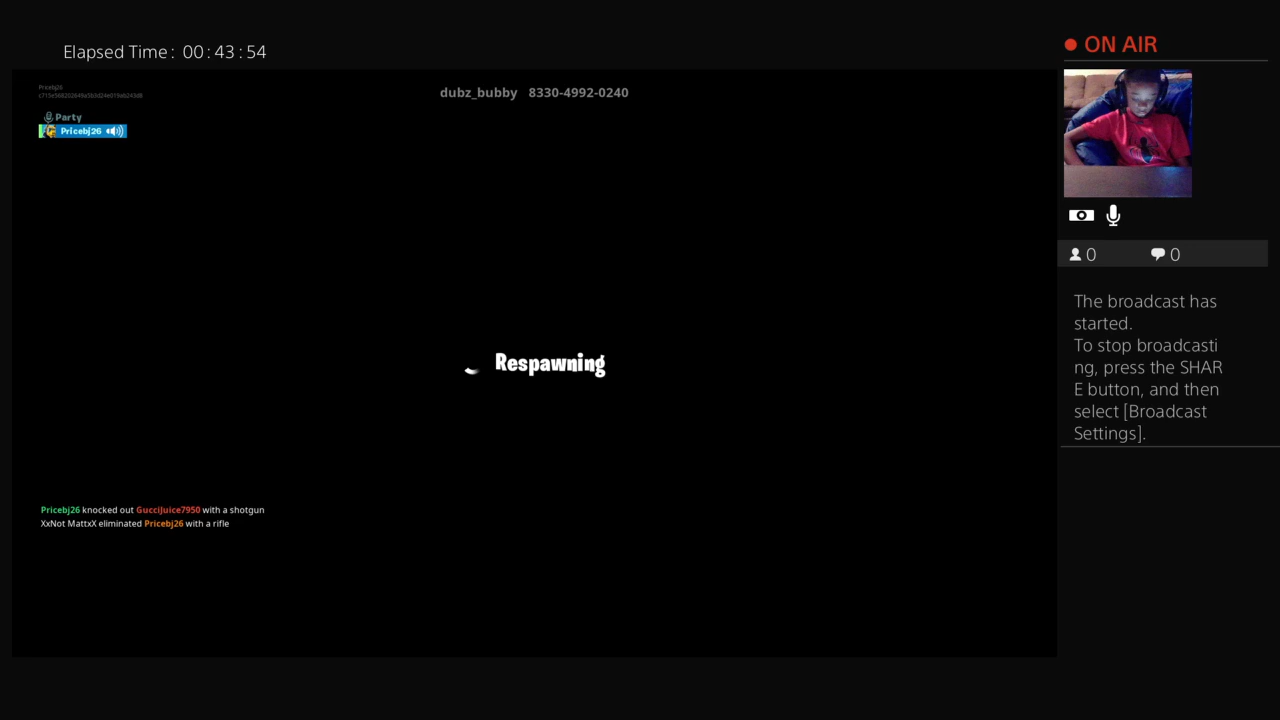 Elapsed Time: 00:43:54
ON AIR
Pricebj26
dubz_bubby 8330-4992-0240
Party
Pricebj26
0 0
The broadcast has
started.
To stop broadcasti
ng, press the SHAR
E button, and then
select [Broadcast
Settings].
Respawning
Pricebj26 knocked out GucciJuice7950 with a shotgun
XxNot MattxX eliminated Pricebj26 with a rifle